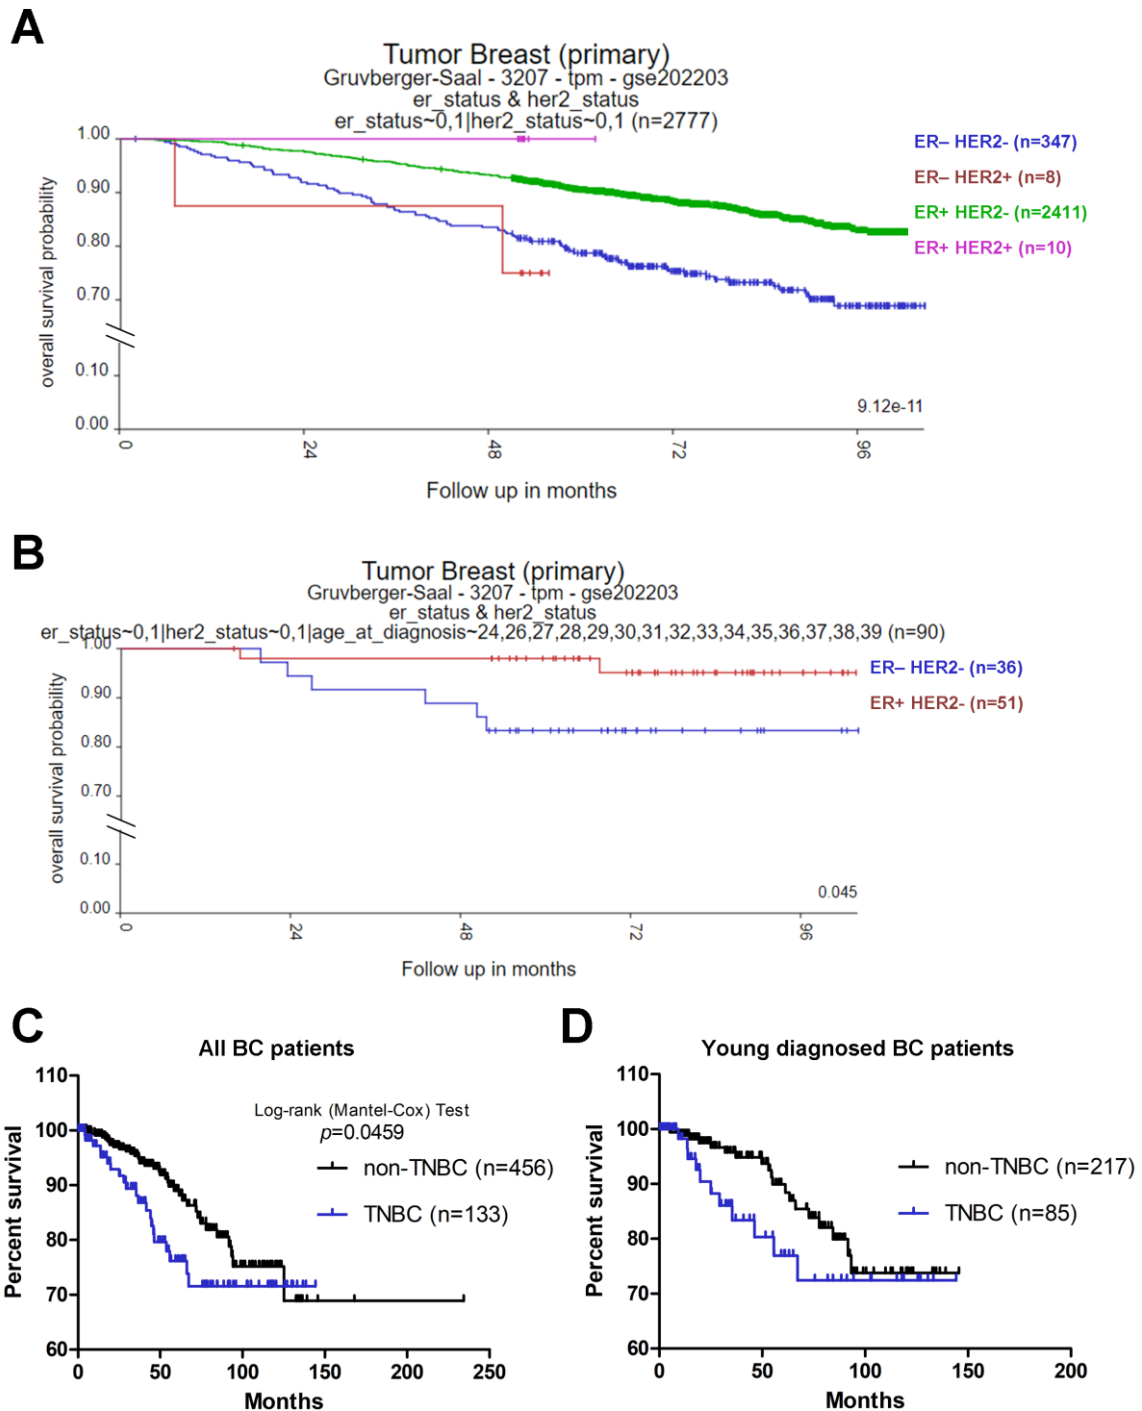 A
Tumor Breast (primary)
Gruvberger-Saal - 3207 - tpm - gse202203
er_status & her2_status
er_status~0,1|her2_status~0,1 (n=2777)
overall survival probability
1.00
0.90
0.80
0.70
0.10
0.00
ER– HER2- (n=347)
ER– HER2+ (n=8)
ER+ HER2- (n=2411)
ER+ HER2+ (n=10)
9.12e-11
0 24 48 72 96
Follow up in months
B
Tumor Breast (primary)
Gruvberger-Saal - 3207 - tpm - gse202203
er_status & her2_status
er_status~0,1|her2_status~0,1|age_at_diagnosis~24,26,27,28,29,30,31,32,33,34,35,36,37,38,39 (n=90)
overall survival probability
1.00
0.90
0.80
0.70
0.10
0.00
ER– HER2- (n=36)
ER+ HER2- (n=51)
0.045
0 24 48 72 96
Follow up in months
C
All BC patients
Percent survival
110
100
90
80
70
60
Log-rank (Mantel-Cox) Test
p=0.0459
non-TNBC (n=456)
TNBC (n=133)
0 50 100 150 200 250
Months
D
Young diagnosed BC patients
Percent survival
110
100
90
80
70
60
non-TNBC (n=217)
TNBC (n=85)
0 50 100 150 200
Months